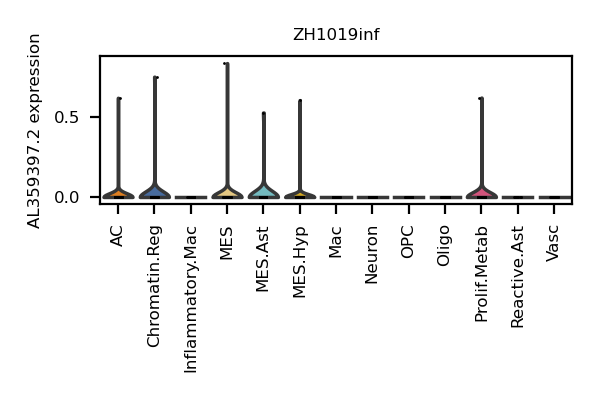 ZH1019inf
AL359397.2 expression
0.5
0.0
AC
Chromatin.Reg
Inflammatory.Mac
MES
MES.Ast
MES.Hyp
Mac
Neuron
OPC
Oligo
Prolif.Metab
Reactive.Ast
Vasc